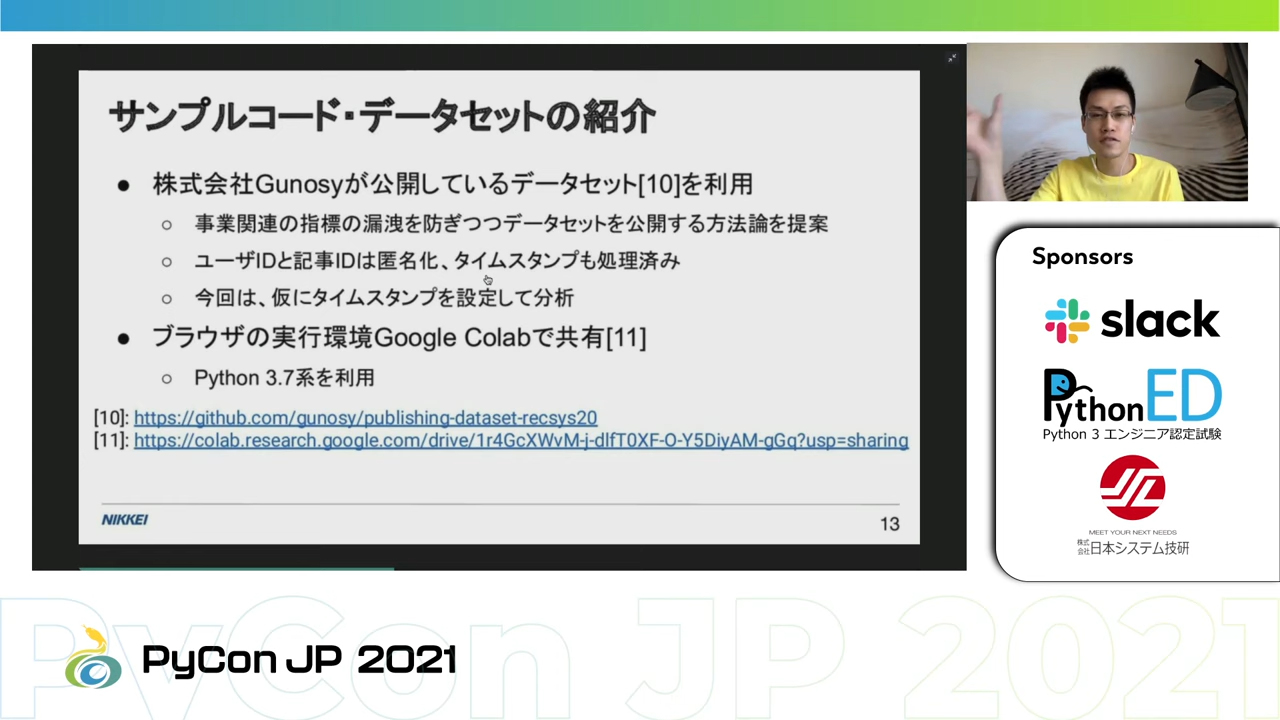 サンプルコード・データセットの紹介
● 株式会社Gunosyが公開しているデータセット[10]を利用
○ 事業関連の指標の漏洩を防ぎつつデータセットを公開する方法論を提案
○ ユーザIDと記事IDは匿名化、タイムスタンプも処理済み
○ 今回は、仮にタイムスタンプを設定して分析
● ブラウザの実行環境Google Colabで共有[11]
○ Python 3.7系を利用
[10]: https://github.com/gunosy/publishing-dataset-recsys20
[11]: https://colab.research.google.com/drive/1r4GcXWvM-j-dlfT0XF-O-Y5DiyAM-gGq?usp=sharing
NIKKEI
13
Sponsors
slack
PythonED
Python 3 エンジニア認定試験
MEET YOUR NEXT NEEDS
株式会社日本システム技研
PyCon JP 2021
PyCon JP 2021